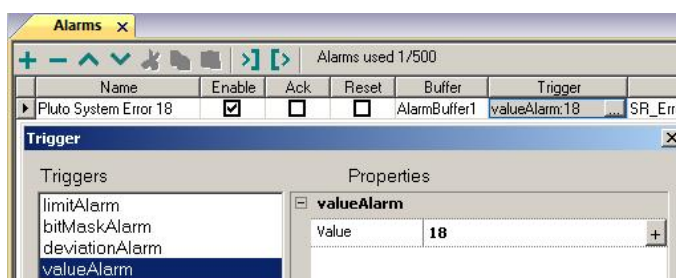 Alarms x
Alarms used 1/500
Name Enable Ack Reset Buffer Trigger
Pluto System Error 18 AlarmBuffer1 valueAlarm:18 ... SR_Err
Trigger
Triggers Properties
limitAlarm valueAlarm
bitMaskAlarm Value 18 +
deviationAlarm
valueAlarm